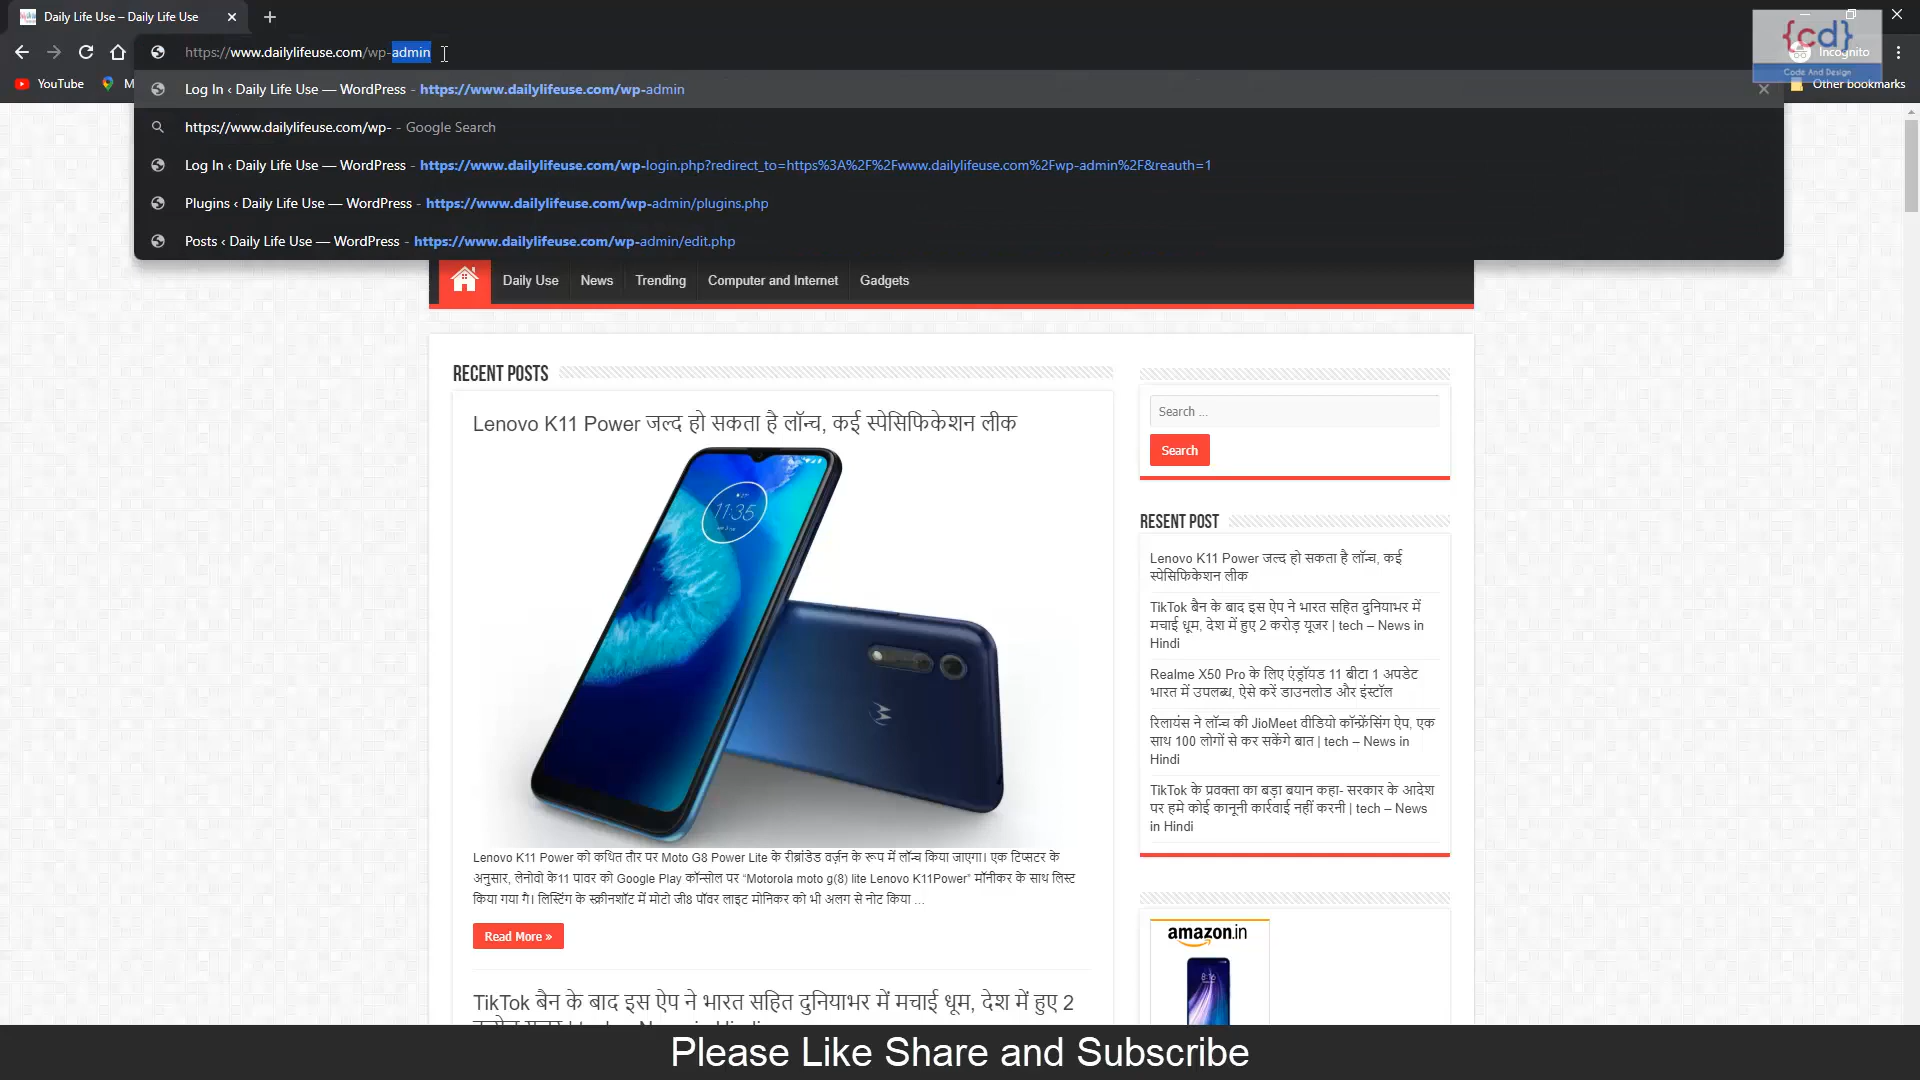 Daily Life Use – Daily Life Use
https://www.dailylifeuse.com/wp-admin
{cd}
Code And Design
Incognito
YouTube
M
Other bookmarks
Log In ‹ Daily Life Use — WordPress - https://www.dailylifeuse.com/wp-admin
https://www.dailylifeuse.com/wp- - Google Search
Log In ‹ Daily Life Use — WordPress - https://www.dailylifeuse.com/wp-login.php?redirect_to=https%3A%2F%2Fwww.dailylifeuse.com%2Fwp-admin%2F&reauth=1
Plugins ‹ Daily Life Use — WordPress - https://www.dailylifeuse.com/wp-admin/plugins.php
Posts ‹ Daily Life Use — WordPress - https://www.dailylifeuse.com/wp-admin/edit.php
Daily Use
News
Trending
Computer and Internet
Gadgets
RECENT POSTS
Lenovo K11 Power जल्द हो सकता है लॉन्च, कई स्पेसिफिकेशन लीक
11:35
Lenovo K11 Power को कथित तौर पर Moto G8 Power Lite के रीब्रांडेड वर्ज़न के रूप में लॉन्च किया जाएगा। एक टिप्सटर के
अनुसार, लेनोवो के11 पावर को Google Play कॉन्सोल पर “Motorola moto g(8) lite Lenovo K11Power” मॉनीकर के साथ लिस्ट
किया गया गै। लिस्टिंग के स्क्रीनशॉट में मोटो जी8 पॉवर लाइट मोनिकर को भी अलग से नोट किया …
Read More »
TikTok बैन के बाद इस ऐप ने भारत सहित दुनियाभर में मचाई धूम, देश में हुए 2
Search …
Search
RESENT POST
Lenovo K11 Power जल्द हो सकता है लॉन्च, कई
स्पेसिफिकेशन लीक
TikTok बैन के बाद इस ऐप ने भारत सहित दुनियाभर में
मचाई धूम, देश में हुए 2 करोड़ यूजर | tech – News in
Hindi
Realme X50 Pro के लिए एंड्रॉयड 11 बीटा 1 अपडेट
भारत में उपलब्ध, ऐसे करें डाउनलोड और इंस्टॉल
रिलायंस ने लॉन्च की JioMeet वीडियो कॉन्फ्रेंसिंग ऐप, एक
साथ 100 लोगों से कर सकेंगे बात | tech – News in
Hindi
TikTok के प्रवक्ता का बड़ा बयान कहा- सरकार के आदेश
पर हमे कोई कानूनी कार्रवाई नहीं करनी | tech – News
in Hindi
amazon.in
8:16
Please Like Share and Subscribe